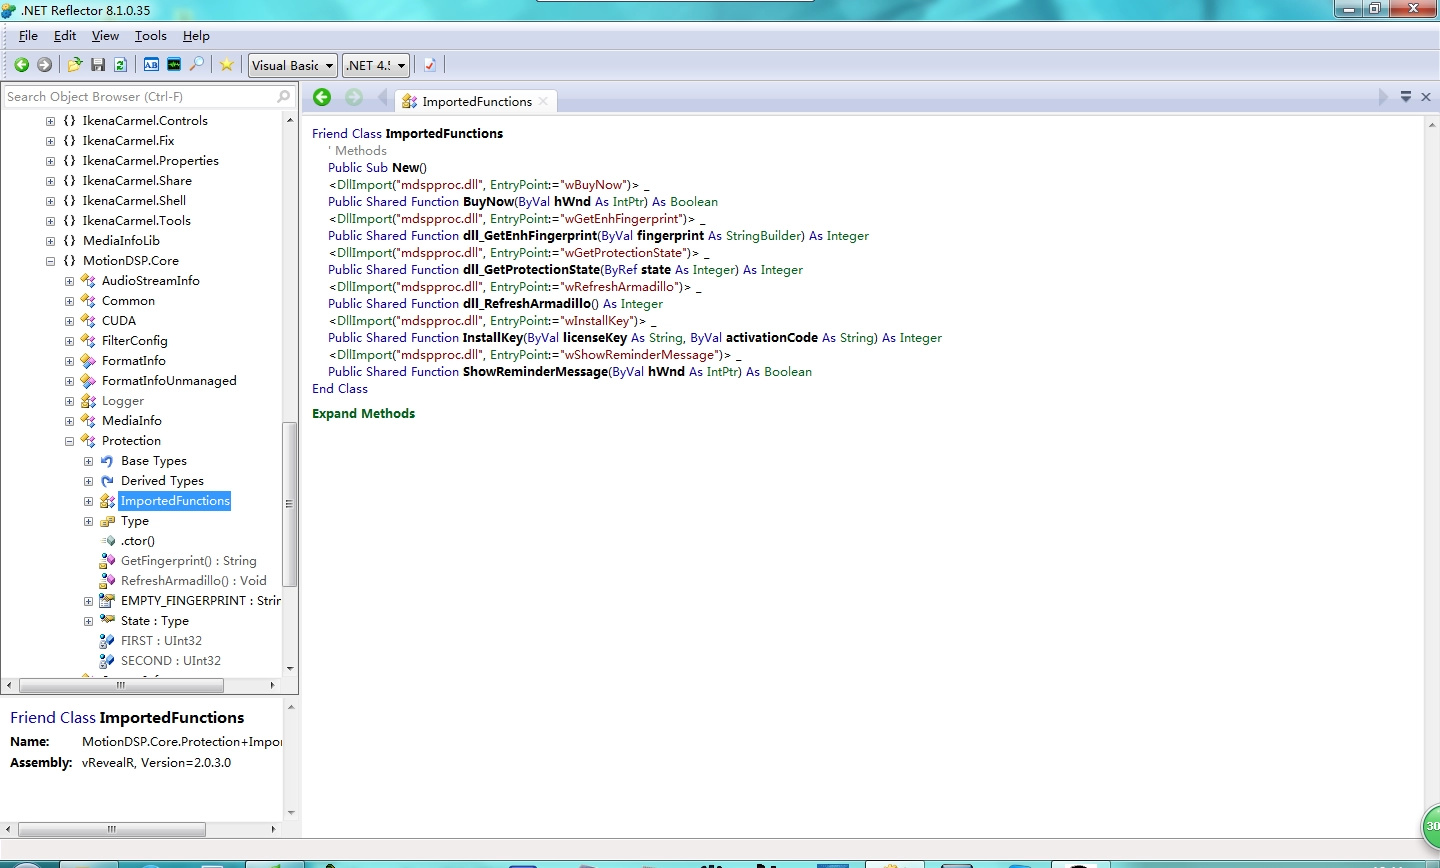 .NET Reflector 8.1.0.35
File Edit View Tools Help
Visual Basic .NET 4.5
Search Object Browser (Ctrl-F)
ImportedFunctions
{} IkenaCarmel.Controls
{} IkenaCarmel.Fix
{} IkenaCarmel.Properties
{} IkenaCarmel.Share
{} IkenaCarmel.Shell
{} IkenaCarmel.Tools
{} MediaInfoLib
{} MotionDSP.Core
AudioStreamInfo
Common
CUDA
FilterConfig
FormatInfo
FormatInfoUnmanaged
Logger
MediaInfo
Protection
Base Types
Derived Types
ImportedFunctions
Type
.ctor()
GetFingerprint() : String
RefreshArmadillo() : Void
EMPTY_FINGERPRINT : Strin
State : Type
FIRST : UInt32
SECOND : UInt32
Friend Class ImportedFunctions
Name: MotionDSP.Core.Protection+Impor
Assembly: vRevealR, Version=2.0.3.0
Friend Class ImportedFunctions
' Methods
Public Sub New()
<DllImport("mdspproc.dll", EntryPoint:="wBuyNow")> _
Public Shared Function BuyNow(ByVal hWnd As IntPtr) As Boolean
<DllImport("mdspproc.dll", EntryPoint:="wGetEnhFingerprint")> _
Public Shared Function dll_GetEnhFingerprint(ByVal fingerprint As StringBuilder) As Integer
<DllImport("mdspproc.dll", EntryPoint:="wGetProtectionState")> _
Public Shared Function dll_GetProtectionState(ByRef state As Integer) As Integer
<DllImport("mdspproc.dll", EntryPoint:="wRefreshArmadillo")> _
Public Shared Function dll_RefreshArmadillo() As Integer
<DllImport("mdspproc.dll", EntryPoint:="wInstallKey")> _
Public Shared Function InstallKey(ByVal licenseKey As String, ByVal activationCode As String) As Integer
<DllImport("mdspproc.dll", EntryPoint:="wShowReminderMessage")> _
Public Shared Function ShowReminderMessage(ByVal hWnd As IntPtr) As Boolean
End Class
Expand Methods
30